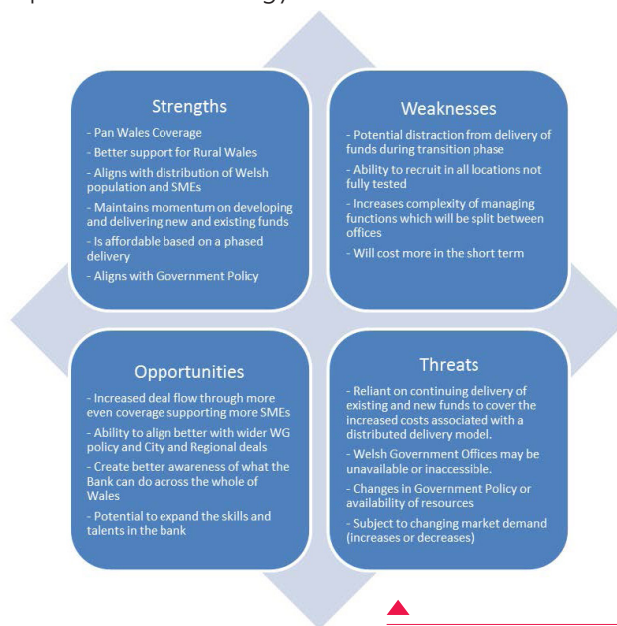 Strengths
- Pan Wales Coverage
- Better support for Rural Wales
- Aligns with distribution of Welsh
population and SMEs
- Maintains momentum on developing
and delivering new and existing funds
- Is affordable based on a phased
delivery
- Aligns with Government Policy
Weaknesses
- Potential distraction from delivery of
funds during transition phase
- Ability to recruit in all locations not
fully tested
- Increases complexity of managing
functions which will be split between
offices
- Will cost more in the short term
Opportunities
- Increased deal flow through more
even coverage supporting more SMEs
- Ability to align better with wider WG
policy and City and Regional deals
- Create better awareness of what the
Bank can do across the whole of
Wales
- Potential to expand the skills and
talents in the bank
Threats
- Reliant on continuing delivery of
existing and new funds to cover the
increased costs associated with a
distributed delivery model.
- Welsh Government Offices may be
unavailable or inaccessible.
- Changes in Government Policy or
availability of resources
- Subject to changing market demand
(increases or decreases)